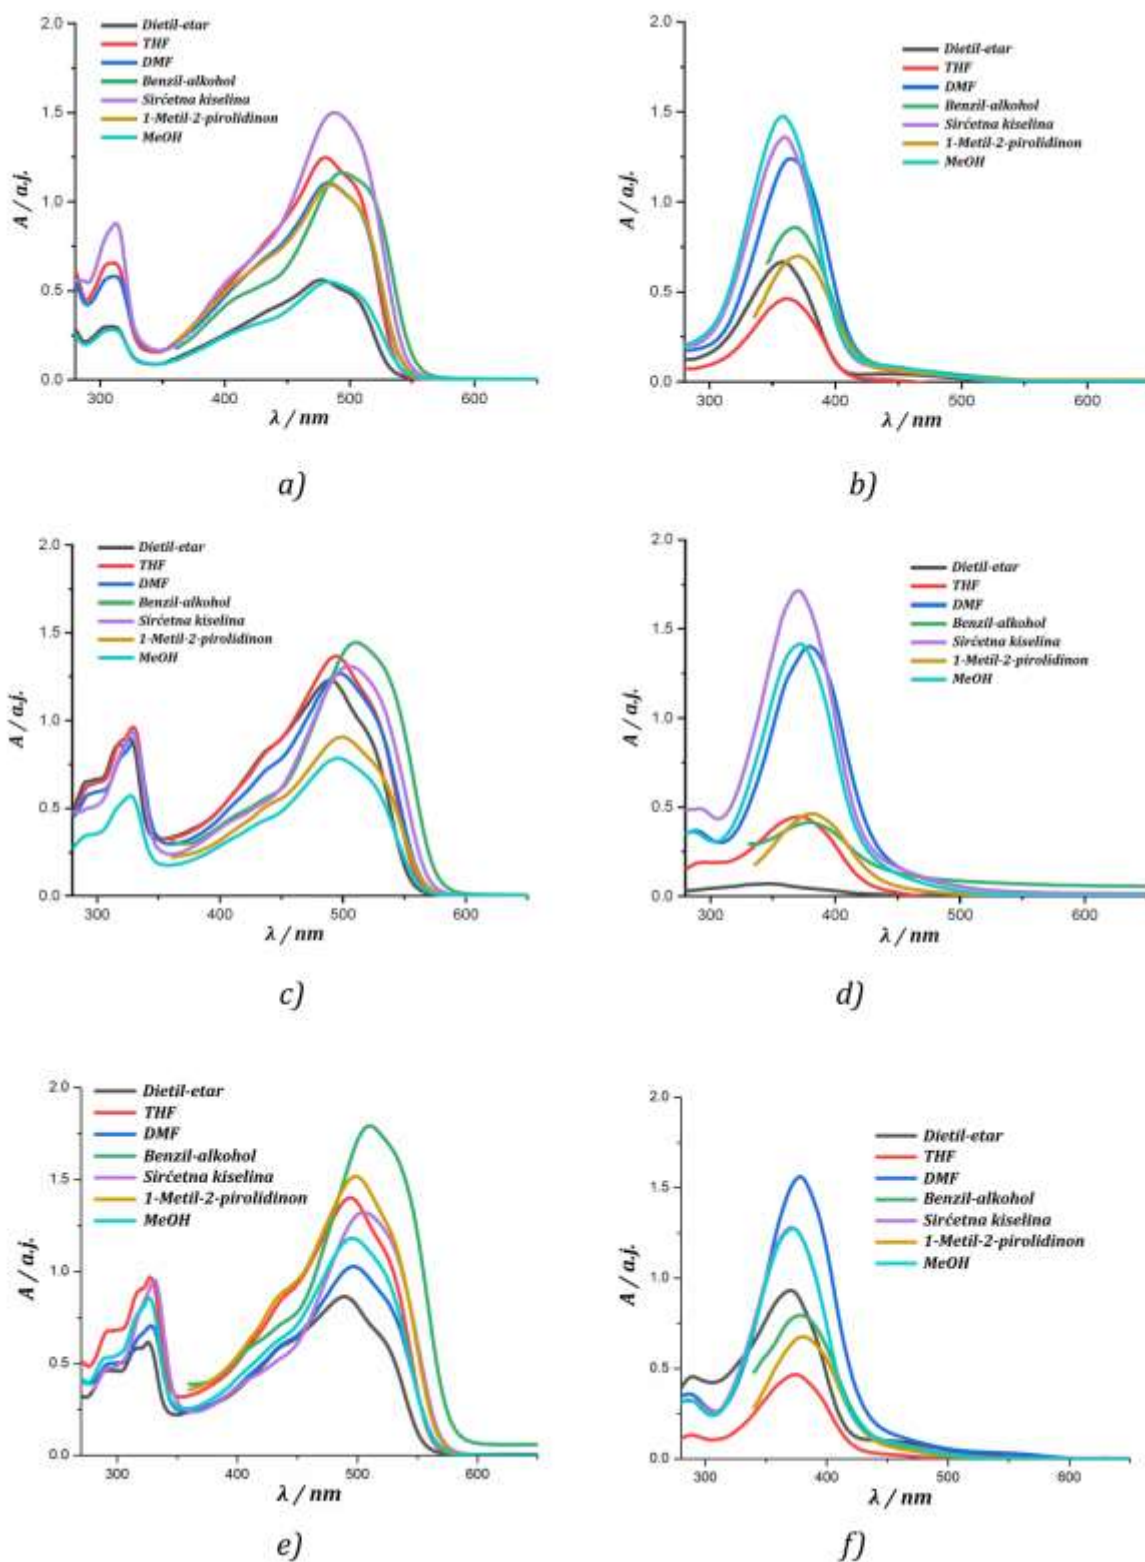 Dietil-etar
THF
DMF
Benzil-alkohol
Sirćetna kiselina
1-Metil-2-pirolidinon
MeOH
2.0
1.5
1.0
0.5
0.0
A / a.j.
300 400 500 600
λ / nm
a)
Dietil-etar
THF
DMF
Benzil-alkohol
Sirćetna kiselina
1-Metil-2-pirolidinon
MeOH
2.0
1.5
1.0
0.5
0.0
A / a.j.
300 400 500 600
λ / nm
b)
Dietil-etar
THF
DMF
Benzil-alkohol
Sirćetna kiselina
1-Metil-2-pirolidinon
MeOH
2.0
1.5
1.0
0.5
0.0
A / a.j.
300 400 500 600
λ / nm
c)
Dietil-etar
THF
DMF
Benzil-alkohol
Sirćetna kiselina
1-Metil-2-pirolidinon
MeOH
2.0
1.5
1.0
0.5
0.0
A / a.j.
300 400 500 600
λ / nm
d)
Dietil-etar
THF
DMF
Benzil-alkohol
Sirćetna kiselina
1-Metil-2-pirolidinon
MeOH
2.0
1.5
1.0
0.5
0.0
A / a.j.
300 400 500 600
λ / nm
e)
Dietil-etar
THF
DMF
Benzil-alkohol
Sirćetna kiselina
1-Metil-2-pirolidinon
MeOH
2.0
1.5
1.0
0.5
0.0
A / a.j.
300 400 500 600
λ / nm
f)